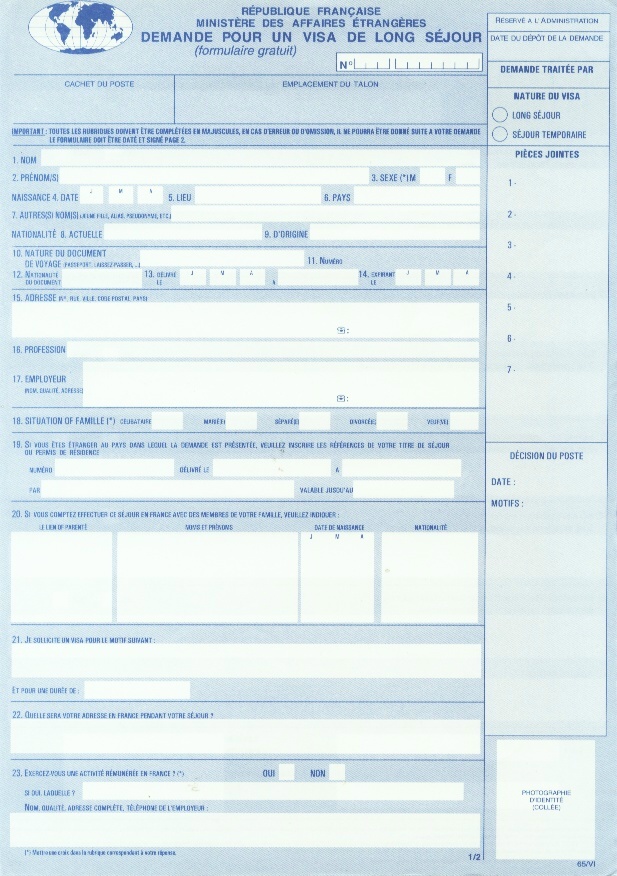 RÉPUBLIQUE FRANÇAISE
MINISTÈRE DES AFFAIRES ÉTRANGÈRES
DEMANDE POUR UN VISA DE LONG SÉJOUR
(formulaire gratuit)
N°
CACHET DU POSTE
EMPLACEMENT DU TALON
IMPORTANT : TOUTES LES RUBRIQUES DOIVENT ÊTRE COMPLÉTÉES EN MAJUSCULES, EN CAS D'ERREUR OU D'OMISSION, IL NE POURRA ÊTRE DONNÉ SUITE A VOTRE DEMANDE
LE FORMULAIRE DOIT ÊTRE DATÉ ET SIGNÉ PAGE 2.
1. NOM
2. PRÉNOM(S) 3. SEXE (*) M F
NAISSANCE 4. DATE J M A 5. LIEU 6. PAYS
7. AUTRES(S) NOM(S) (JEUNE FILLE, ALIAS, PSEUDONYME, ETC.)
NATIONALITÉ 8. ACTUELLE 9. D'ORIGINE
10. NATURE DU DOCUMENT
DE VOYAGE (PASSEPORT, LAISSEZ-PASSER, ...) 11. NUMÉRO
12. NATIONALITÉ DU DOCUMENT 13. DÉLIVRÉ LE J M A A 14. EXPIRANT LE J M A
15. ADRESSE (N°, RUE, VILLE, CODE POSTAL, PAYS)
☎ :
16. PROFESSION
17. EMPLOYEUR
(NOM, QUALITÉ, ADRESSE)
☎ :
18. SITUATION OF FAMILLE (*) CÉLIBATAIRE MARIÉ(E) SÉPARÉ(E) DIVORCÉ(E) VEUF(VE)
19. SI VOUS ÊTES ÉTRANGER AU PAYS DANS LEQUEL LA DEMANDE EST PRÉSENTÉE, VEUILLEZ INSCRIRE LES RÉFÉRENCES DE VOTRE TITRE DE SÉJOUR
OU PERMIS DE RÉSIDENCE
NUMÉRO DÉLIVRÉ LE A
PAR VALABLE JUSQU'AU
20. SI VOUS COMPTEZ EFFECTUER CE SÉJOUR EN FRANCE AVEC DES MEMBRES DE VOTRE FAMILLE, VEUILLEZ INDIQUER :
LE LIEN DE PARENTÉ NOMS ET PRÉNOMS DATE DE NAISSANCE NATIONALITÉ
J M A
21. JE SOLLICITE UN VISA POUR LE MOTIF SUIVANT :
ET POUR UNE DURÉE DE :
22. QUELLE SERA VOTRE ADRESSE EN FRANCE PENDANT VOTRE SÉJOUR ?
23. EXERCEZ-VOUS UNE ACTIVITÉ RÉMUNÉRÉE EN FRANCE ? (*) OUI NON
SI OUI, LAQUELLE ?
NOM, QUALITÉ, ADRESSE COMPLÈTE, TÉLÉPHONE DE L'EMPLOYEUR :
(*) Mettre une croix dans la rubrique correspondant à votre réponse.
1/2
RÉSERVÉ A L'ADMINISTRATION
DATE DU DÉPÔT DE LA DEMANDE
DEMANDE TRAITÉE PAR
NATURE DU VISA
LONG SÉJOUR
SÉJOUR TEMPORAIRE
PIÈCES JOINTES
1 -
2 -
3 -
4 -
5 -
6 -
7 -
DÉCISION DU POSTE
DATE :
MOTIFS :
PHOTOGRAPHIE
D'IDENTITÉ
(COLLÉE)
65/VI